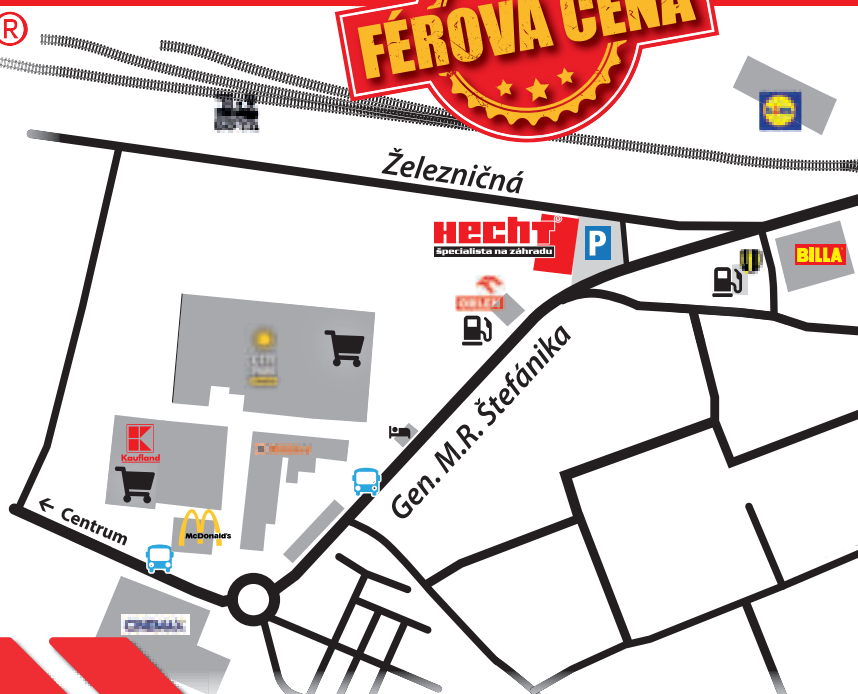 ®
FÉROVÁ CENA
Železničná
HECHT®
špecialista na záhradu
P
BILLA
ORLEN
Gen. M.R. Štefánika
K
Kaufland
McDonald's
← Centrum
CINEMAX